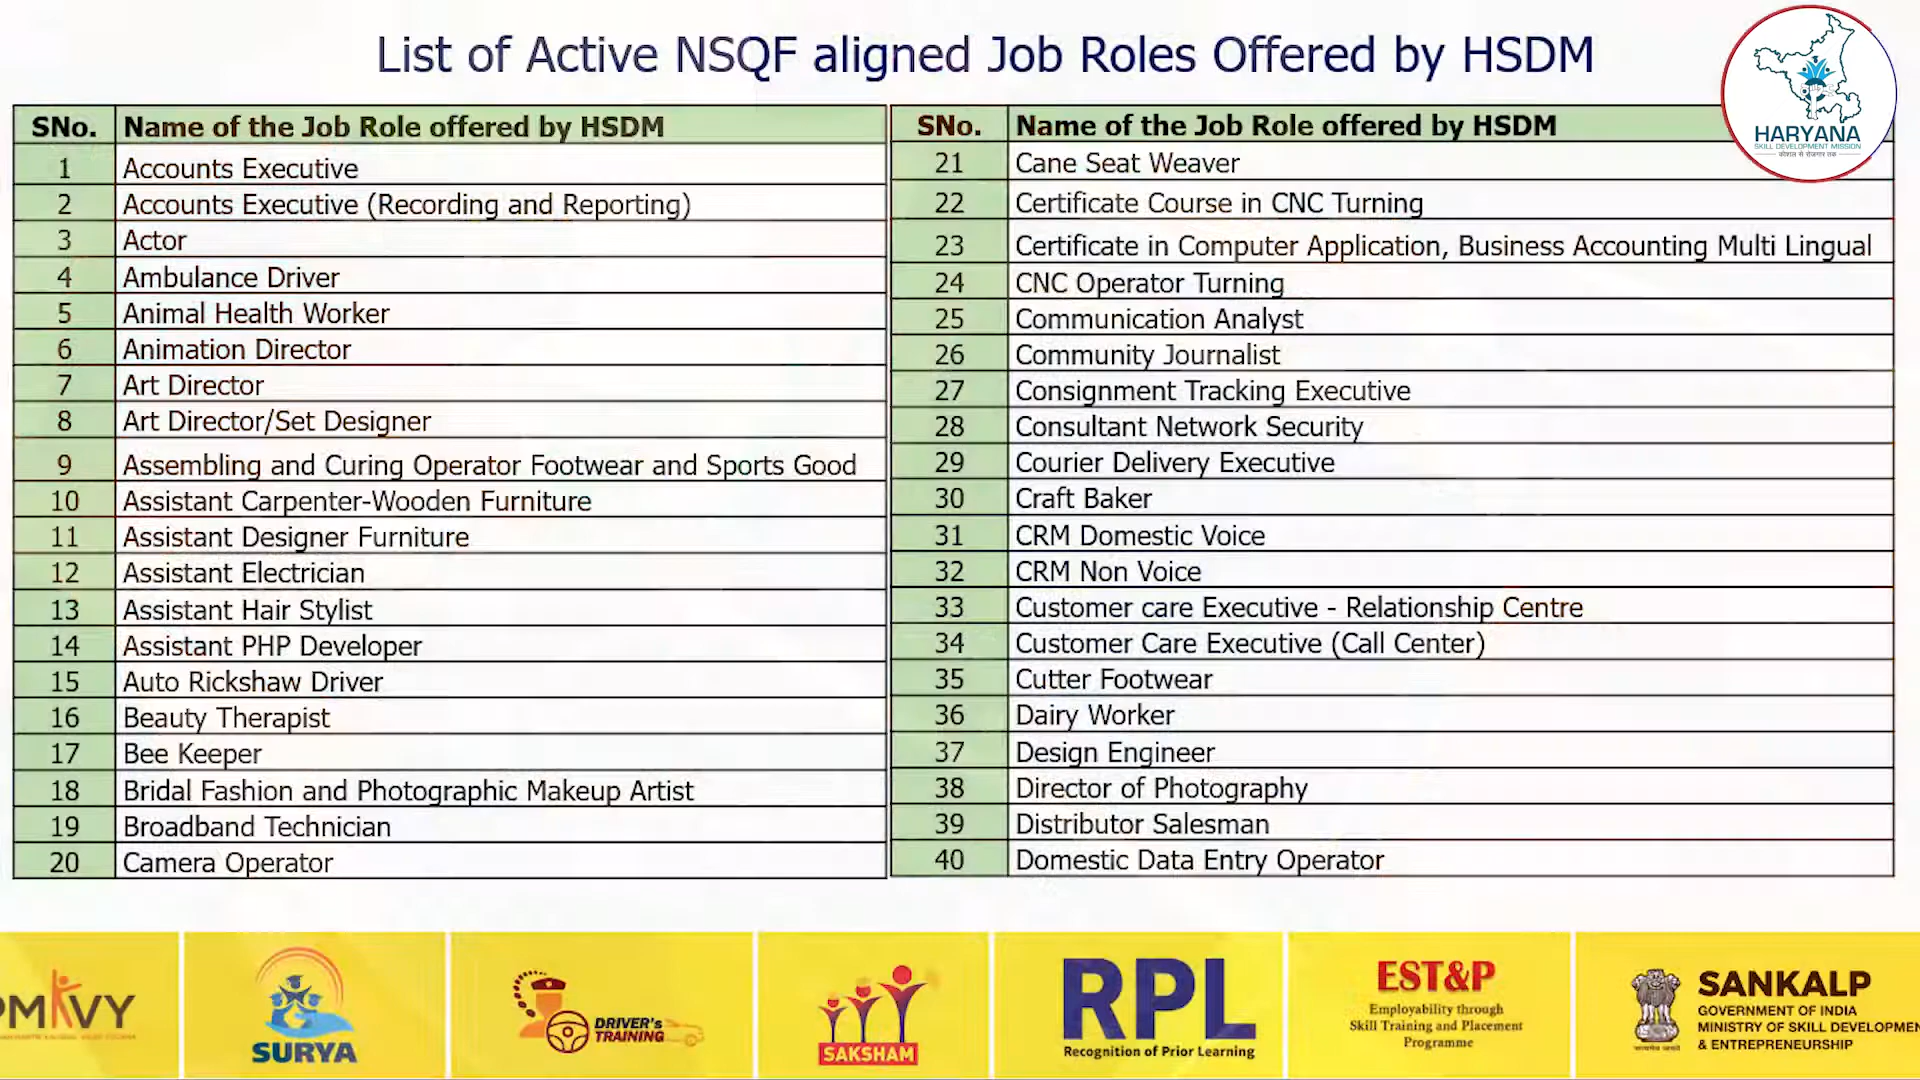 List of Active NSQF aligned Job Roles Offered by HSDM
HARYANA
SKILL DEVELOPMENT MISSION
कौशल से रोजगार तक
SNo. Name of the Job Role offered by HSDM
1 Accounts Executive
2 Accounts Executive (Recording and Reporting)
3 Actor
4 Ambulance Driver
5 Animal Health Worker
6 Animation Director
7 Art Director
8 Art Director/Set Designer
9 Assembling and Curing Operator Footwear and Sports Good
10 Assistant Carpenter-Wooden Furniture
11 Assistant Designer Furniture
12 Assistant Electrician
13 Assistant Hair Stylist
14 Assistant PHP Developer
15 Auto Rickshaw Driver
16 Beauty Therapist
17 Bee Keeper
18 Bridal Fashion and Photographic Makeup Artist
19 Broadband Technician
20 Camera Operator
SNo. Name of the Job Role offered by HSDM
21 Cane Seat Weaver
22 Certificate Course in CNC Turning
23 Certificate in Computer Application, Business Accounting Multi Lingual
24 CNC Operator Turning
25 Communication Analyst
26 Community Journalist
27 Consignment Tracking Executive
28 Consultant Network Security
29 Courier Delivery Executive
30 Craft Baker
31 CRM Domestic Voice
32 CRM Non Voice
33 Customer care Executive - Relationship Centre
34 Customer Care Executive (Call Center)
35 Cutter Footwear
36 Dairy Worker
37 Design Engineer
38 Director of Photography
39 Distributor Salesman
40 Domestic Data Entry Operator
PMKVY
SURYA
DRIVER's
TRAINING
SAKSHAM
RPL
Recognition of Prior Learning
EST&P
Employability through
Skill Training and Placement
Programme
SANKALP
GOVERNMENT OF INDIA
MINISTRY OF SKILL DEVELOPMEN
& ENTREPRENEURSHIP